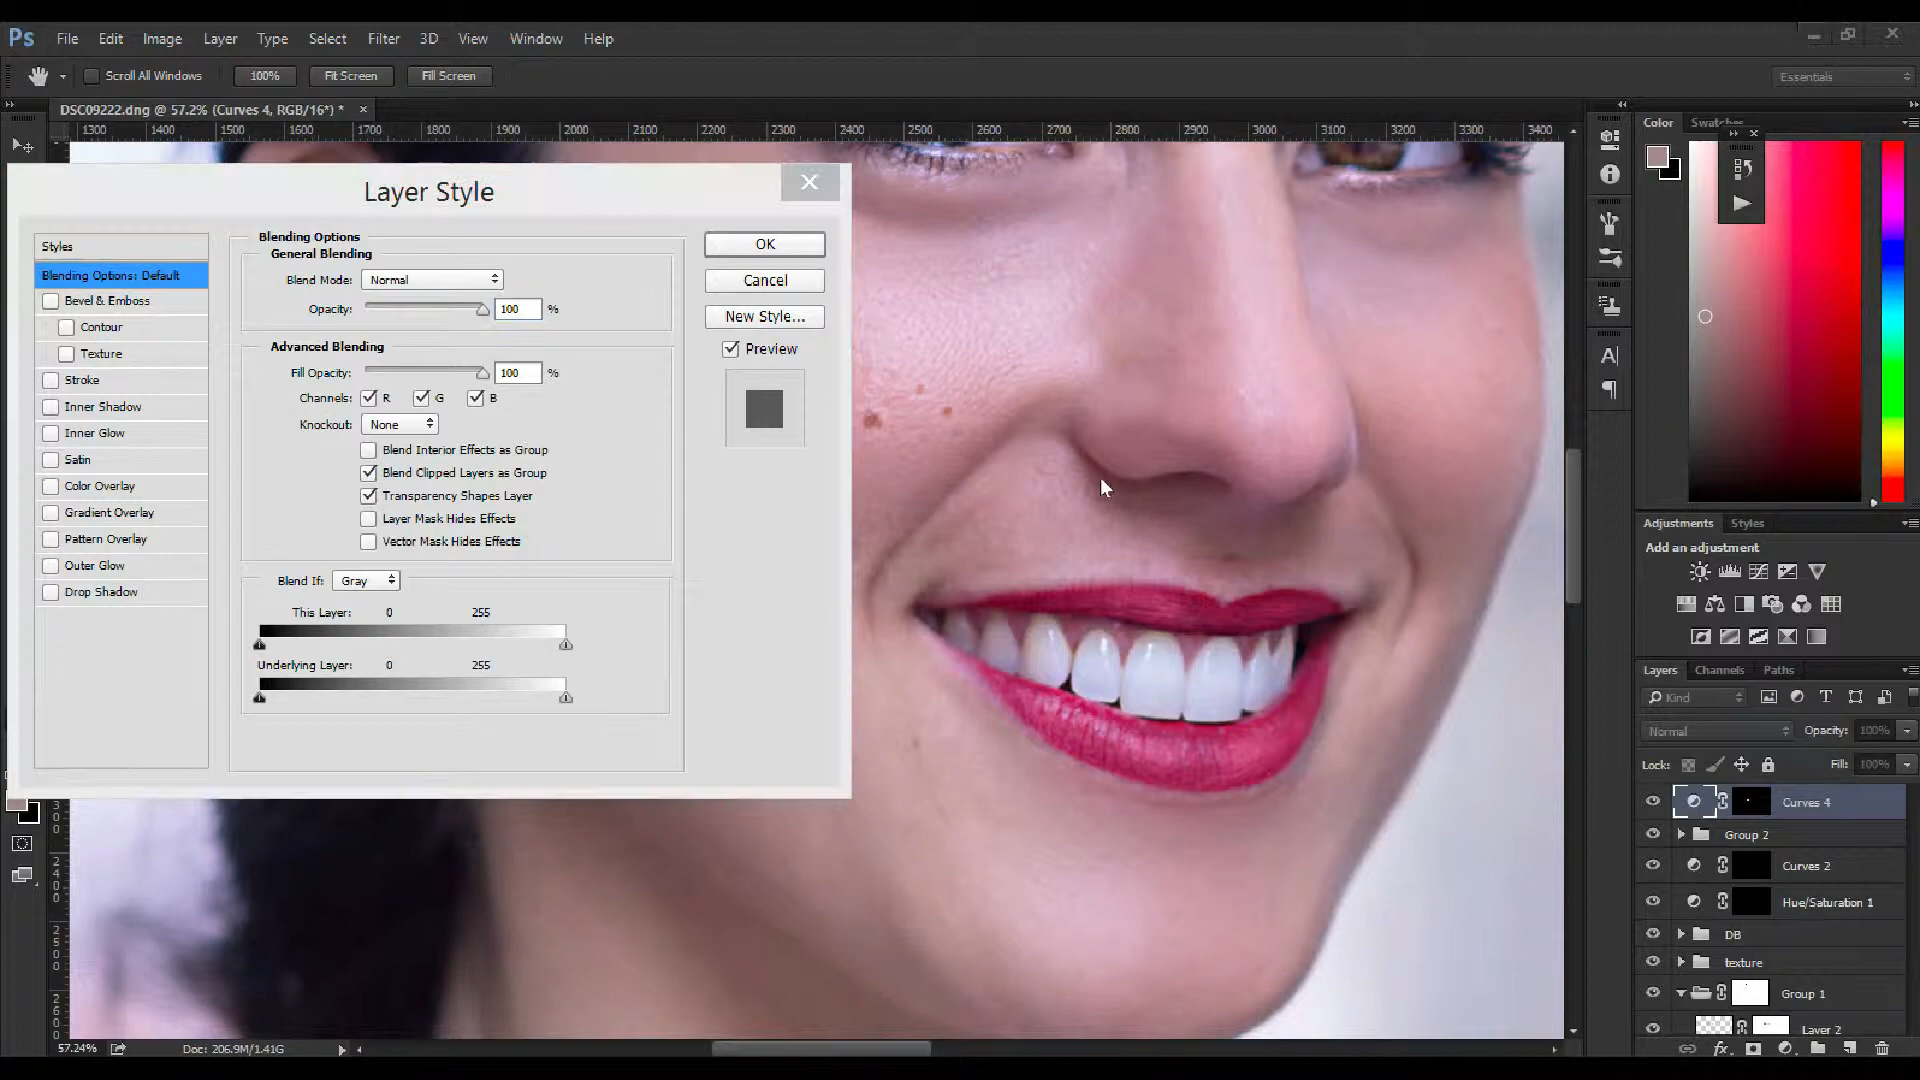 Ps File Edit Image Layer Type Select Filter 3D View Window Help
Scroll All Windows 100% Fit Screen Fill Screen Essentials
DSC09222.dng @ 57.2% (Curves 4, RGB/16*) * ×
1300 1400 1500 1600 1700 1800 1900 2000 2100 2200 2300 2400 2500 2600 2700 2800 2900 3000 3100 3200 3300 3400
Layer Style
Styles
Blending Options: Default
Bevel & Emboss
Contour
Texture
Stroke
Inner Shadow
Inner Glow
Satin
Color Overlay
Gradient Overlay
Pattern Overlay
Outer Glow
Drop Shadow
Blending Options
General Blending
Blend Mode: Normal
Opacity: 100 %
Advanced Blending
Fill Opacity: 100 %
Channels: R G B
Knockout: None
Blend Interior Effects as Group
Blend Clipped Layers as Group
Transparency Shapes Layer
Layer Mask Hides Effects
Vector Mask Hides Effects
Blend If: Gray
This Layer: 0 255
Underlying Layer: 0 255
OK
Cancel
New Style...
Preview
Color Swatches
Adjustments Styles
Add an adjustment
Layers Channels Paths
Kind
Normal Opacity: 100%
Lock: Fill: 100%
Curves 4
Group 2
Curves 2
Hue/Saturation 1
DB
texture
Group 1
Layer 2
57.24% Doc: 206.9M/1.41G